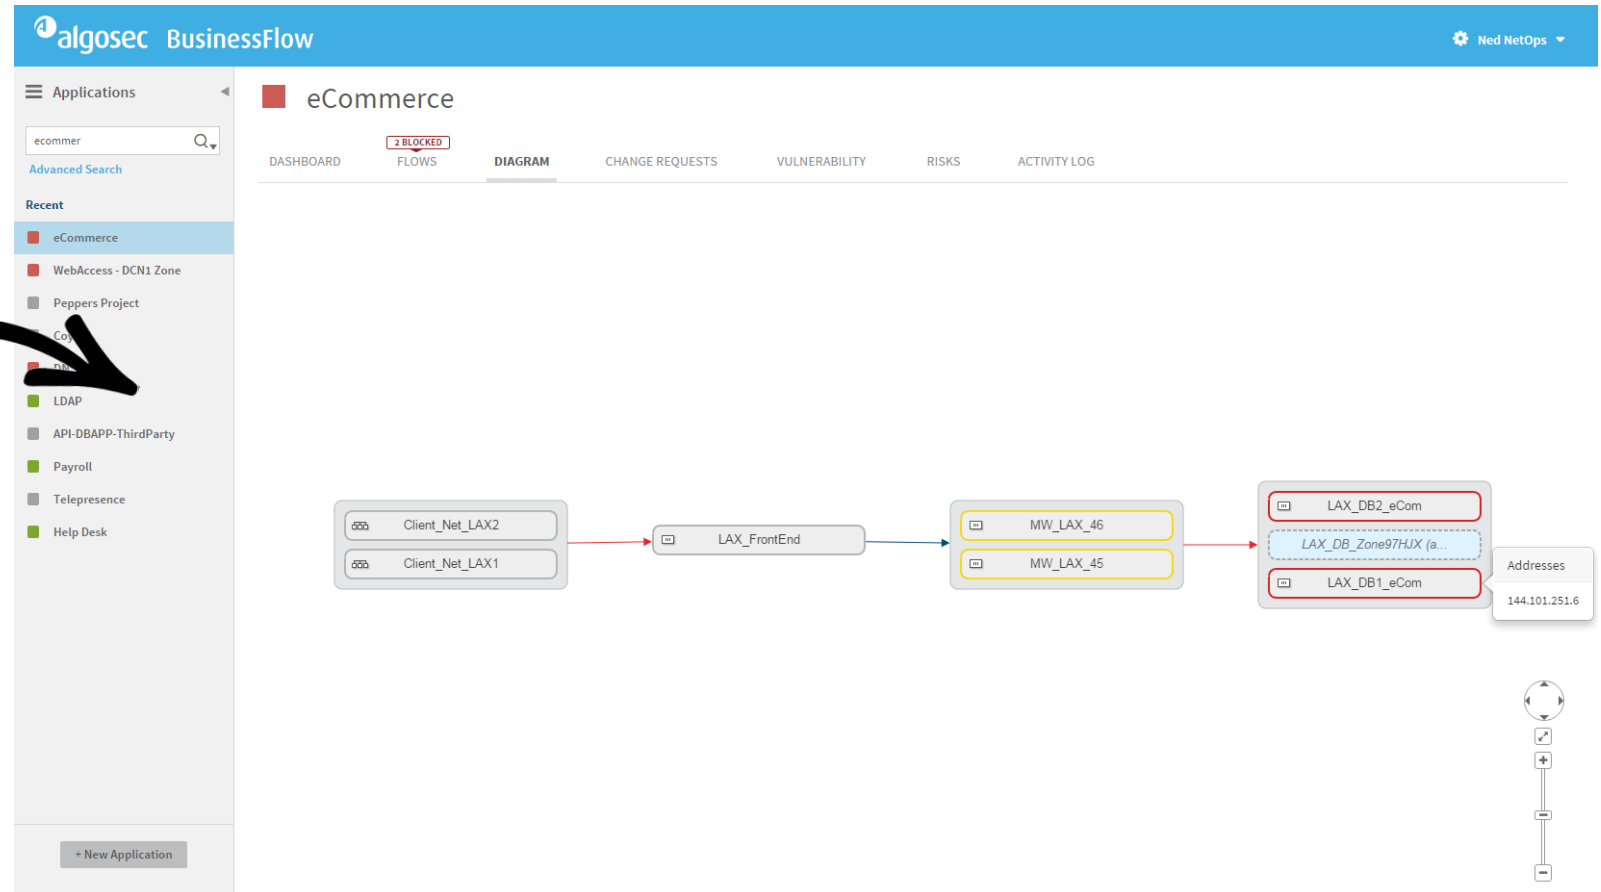 algosec BusinessFlow
Ned NetOps
Applications
ecommer
Advanced Search
Recent
eCommerce
WebAccess - DCN1 Zone
Peppers Project
LDAP
API-DBAPP-ThirdParty
Payroll
Telepresence
Help Desk
+ New Application
eCommerce
2 BLOCKED
DASHBOARD FLOWS DIAGRAM CHANGE REQUESTS VULNERABILITY RISKS ACTIVITY LOG
Client_Net_LAX2
Client_Net_LAX1
LAX_FrontEnd
MW_LAX_46
MW_LAX_45
LAX_DB2_eCom
LAX_DB_Zone97HJX (a...
LAX_DB1_eCom
Addresses
144.101.251.6